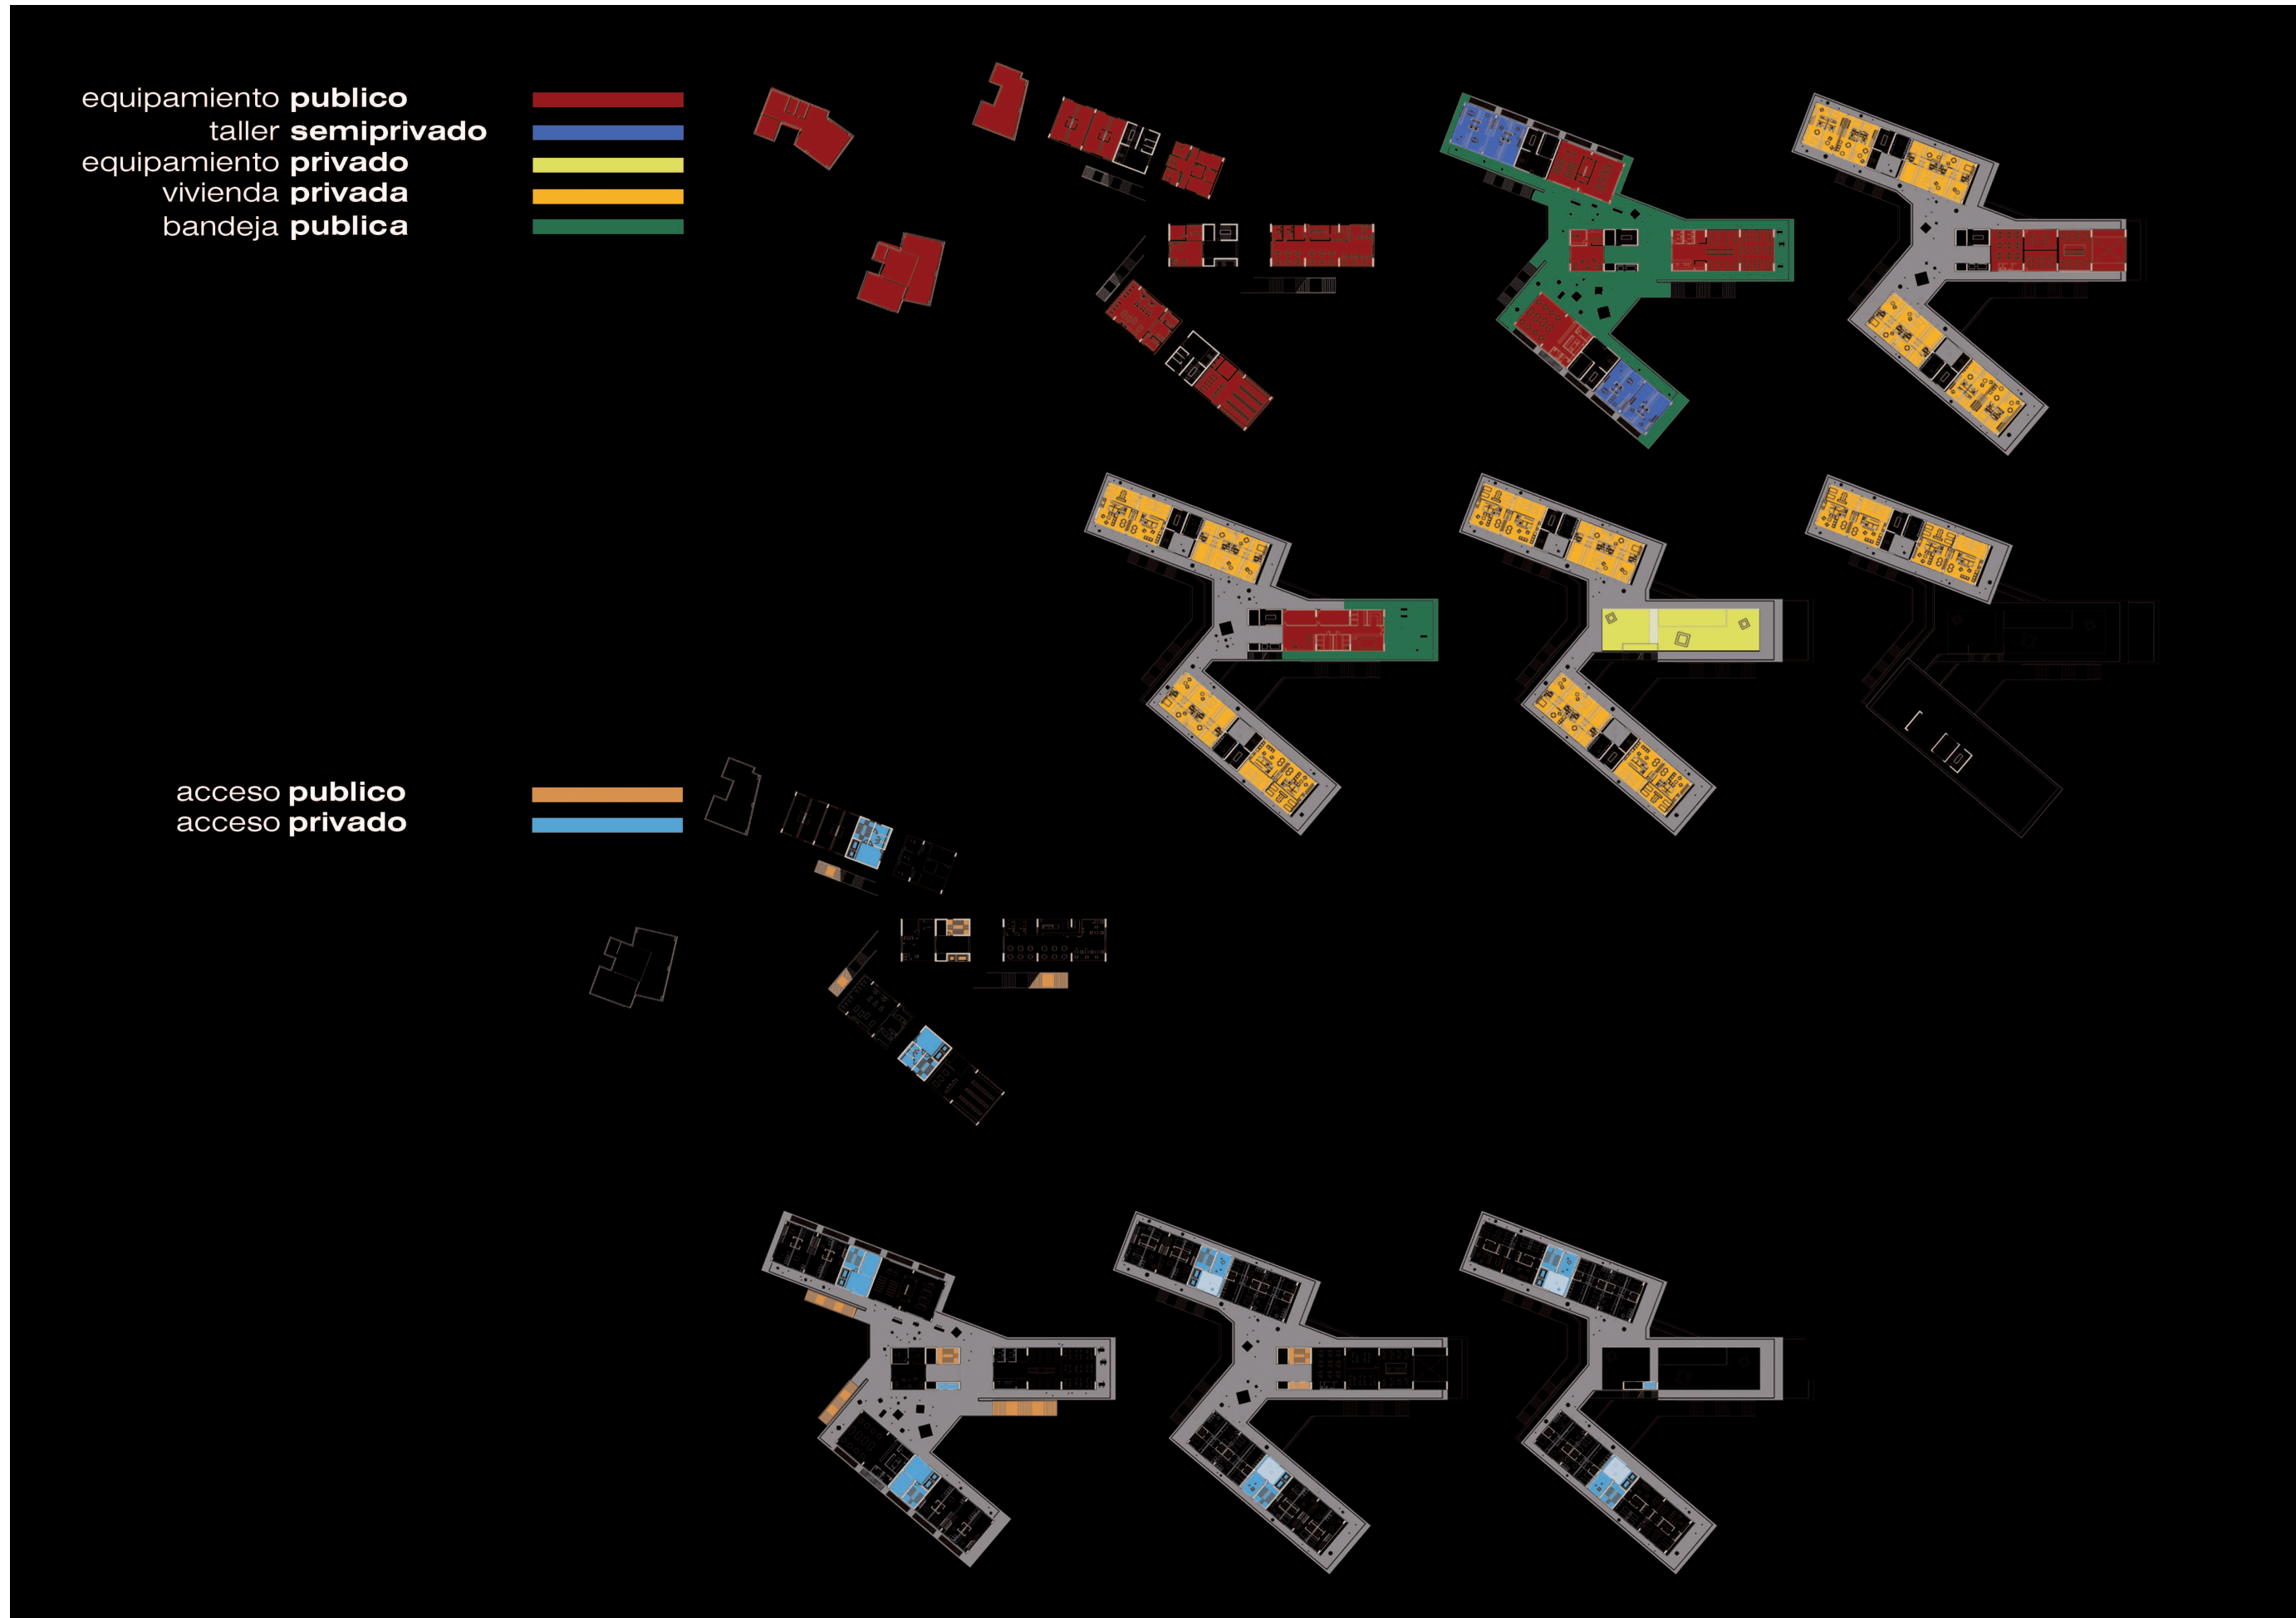 equipamiento publico
taller semiprivado
equipamiento privado
vivienda privada
bandeja publica
acceso publico
acceso privado